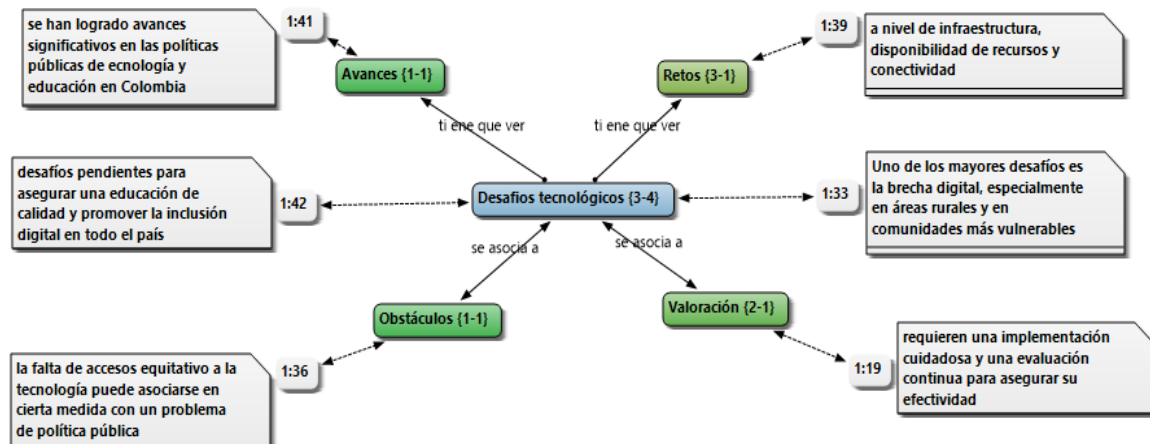 se han logrado avances
significativos en las políticas
públicas de ecnología y
educación en Colombia
1:41
Avances {1-1}
1:39
a nivel de infraestructura,
disponibilidad de recursos y
conectividad
Retos {3-1}
ti ene que ver
ti ene que ver
desafíos pendientes para
asegurar una educación de
calidad y promover la inclusión
digital en todo el país
1:42
Desafios tecnológicos {3-4}
1:33
Uno de los mayores desafíos es
la brecha digital, especialmente
en áreas rurales y en
comunidades más vulnerables
se asocia a
se asocia a
Obstáculos {1-1}
Valoración {2-1}
la falta de accesos equitativo a la
tecnología puede asociarse en
cierta medida con un problema
de política pública
1:36
1:19
requieren una implementación
cuidadosa y una evaluación
continua para asegurar su
efectividad